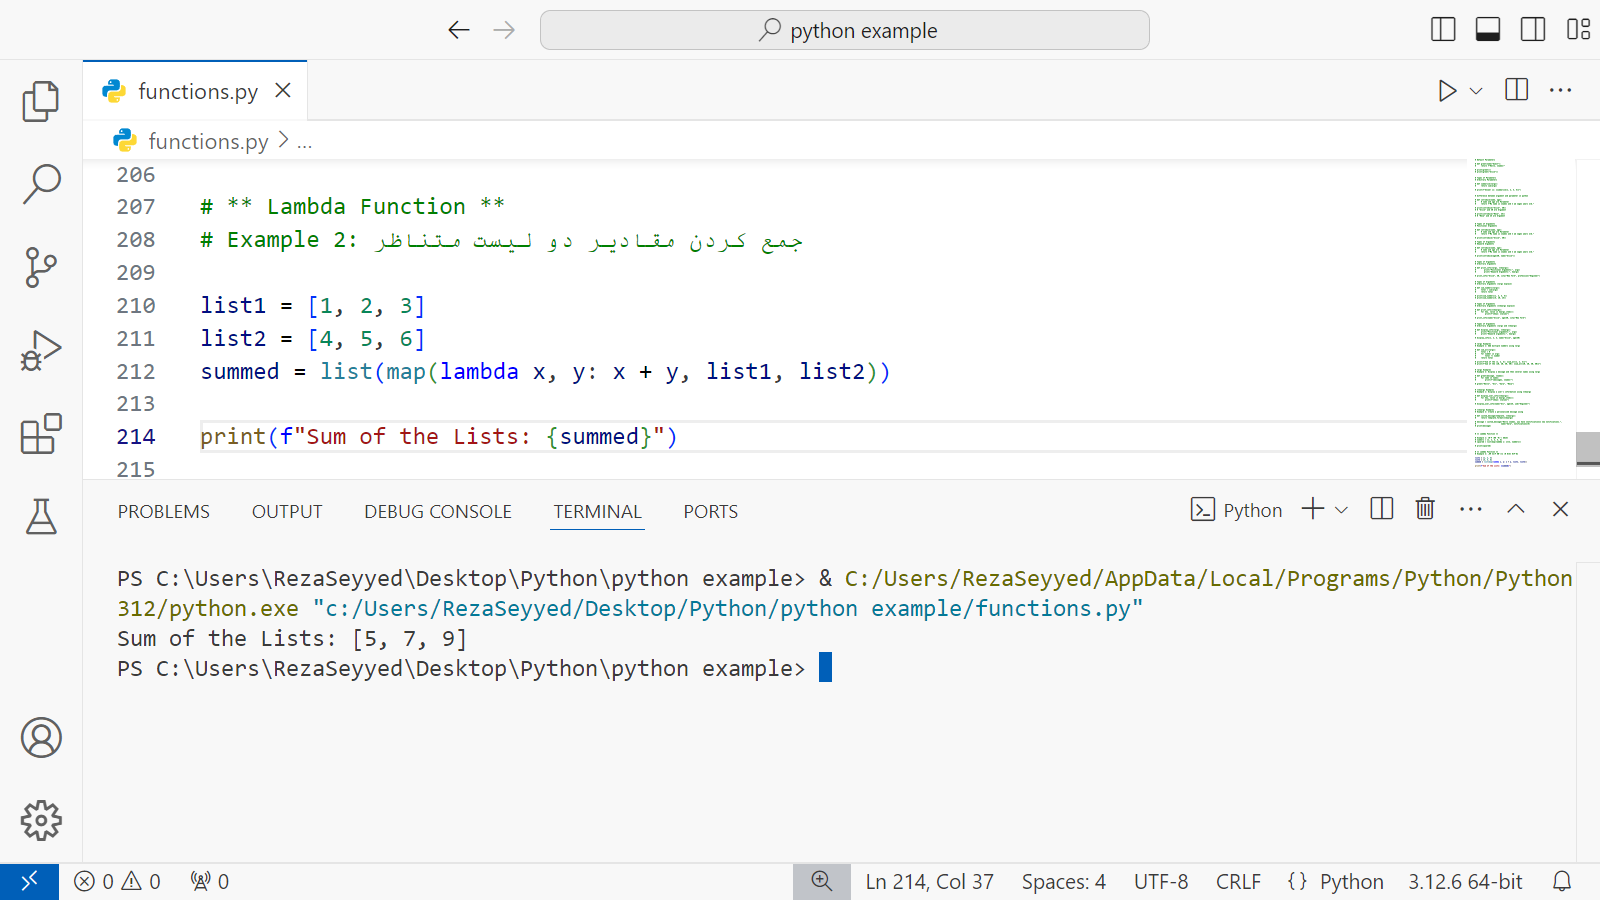 python example
functions.py
functions.py > ...
206
207 # ** Lambda Function **
208 # Example 2: جمع کردن مقادیر دو لیست متناظر
209
210 list1 = [1, 2, 3]
211 list2 = [4, 5, 6]
212 summed = list(map(lambda x, y: x + y, list1, list2))
213
214 print(f"Sum of the Lists: {summed}")
215
PROBLEMS OUTPUT DEBUG CONSOLE TERMINAL PORTS Python
PS C:\Users\RezaSeyyed\Desktop\Python\python example> & C:/Users/RezaSeyyed/AppData/Local/Programs/Python/Python
312/python.exe "c:/Users/RezaSeyyed/Desktop/Python/python example/functions.py"
Sum of the Lists: [5, 7, 9]
PS C:\Users\RezaSeyyed\Desktop\Python\python example>
0 0 0 Ln 214, Col 37 Spaces: 4 UTF-8 CRLF {} Python 3.12.6 64-bit